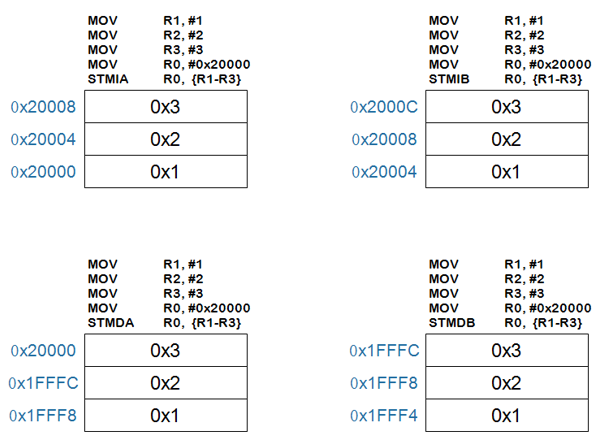 MOV R1, #1
MOV R2, #2
MOV R3, #3
MOV R0, #0x20000
STMIA R0, {R1-R3}
0x20008 0x3
0x20004 0x2
0x20000 0x1
MOV R1, #1
MOV R2, #2
MOV R3, #3
MOV R0, #0x20000
STMIB R0, {R1-R3}
0x2000C 0x3
0x20008 0x2
0x20004 0x1
MOV R1, #1
MOV R2, #2
MOV R3, #3
MOV R0, #0x20000
STMDA R0, {R1-R3}
0x20000 0x3
0x1FFFC 0x2
0x1FFF8 0x1
MOV R1, #1
MOV R2, #2
MOV R3, #3
MOV R0, #0x20000
STMDB R0, {R1-R3}
0x1FFFC 0x3
0x1FFF8 0x2
0x1FFF4 0x1